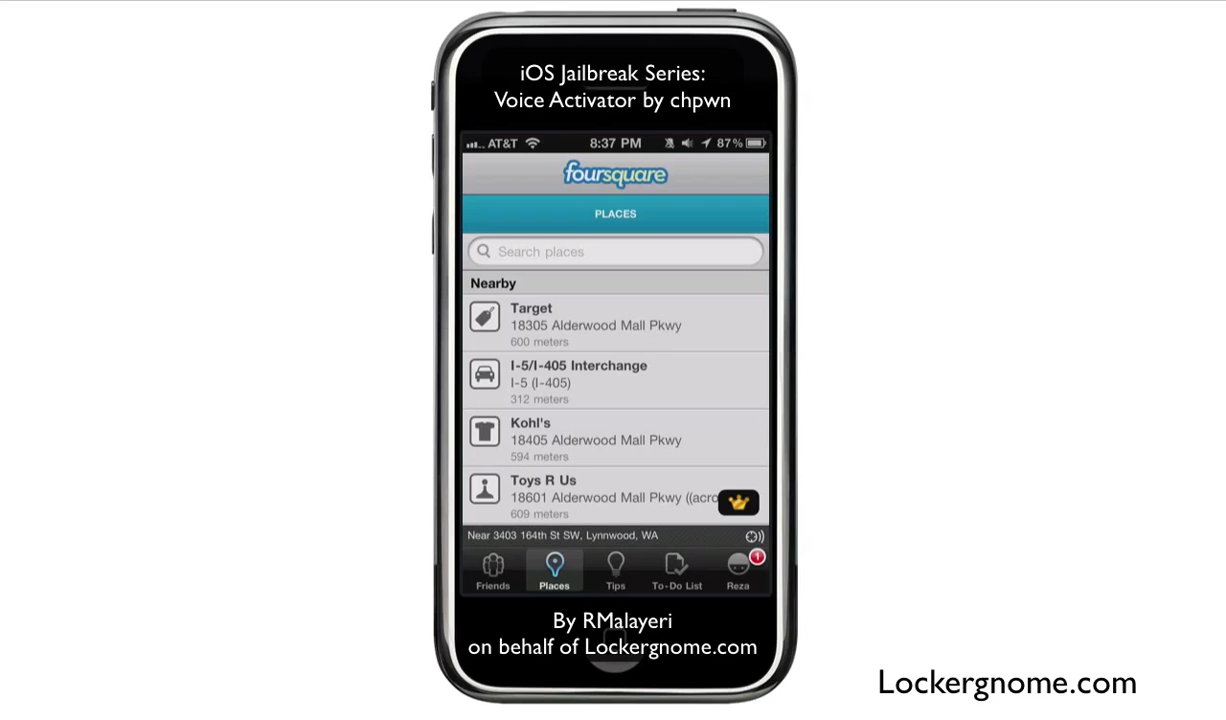 iOS Jailbreak Series:
Voice Activator by chpwn
AT&T 8:37 PM 87%
foursquare
PLACES
Search places
Nearby
Target
18305 Alderwood Mall Pkwy
600 meters
I-5/I-405 Interchange
I-5 (I-405)
312 meters
Kohl's
18405 Alderwood Mall Pkwy
594 meters
Toys R Us
18601 Alderwood Mall Pkwy ((acro
609 meters
Near 3403 164th St SW, Lynnwood, WA
1
Friends Places Tips To-Do List Reza
By RMalayeri
on behalf of Lockergnome.com
Lockergnome.com